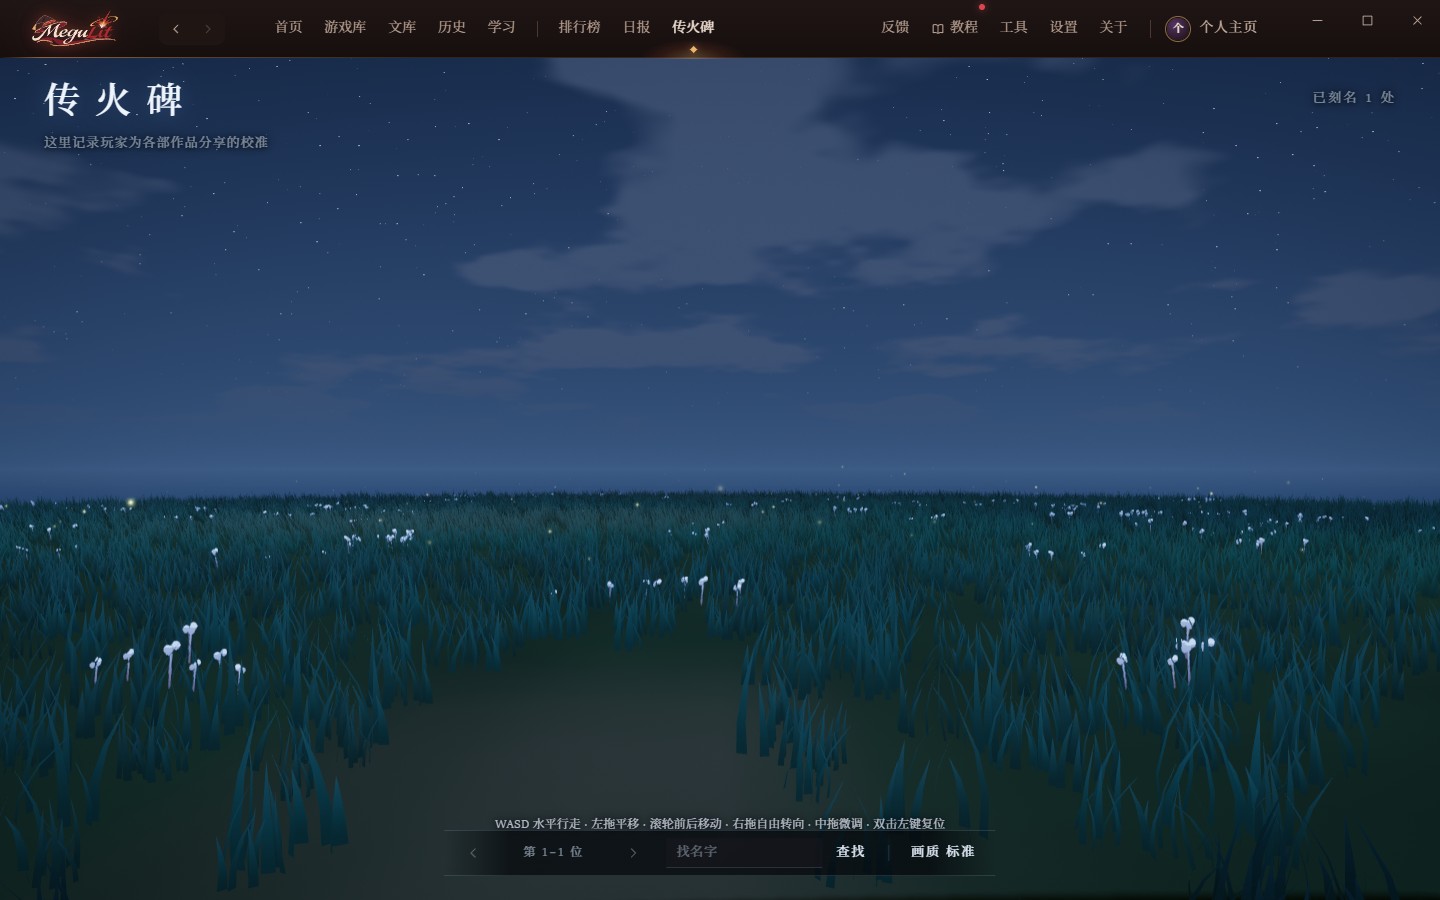 MeguLit
首页 游戏库 文库 历史 学习 排行榜 日报 传火碑 反馈 教程 工具 设置 关于 个 个人主页
传火碑
已刻名 1 处
这里记录玩家为各部作品分享的校准
WASD 水平行走 · 左拖平移 · 滚轮前后移动 · 右拖自由转向 · 中拖微调 · 双击左键复位
第 1–1 位 找名字 查找 画质 标准